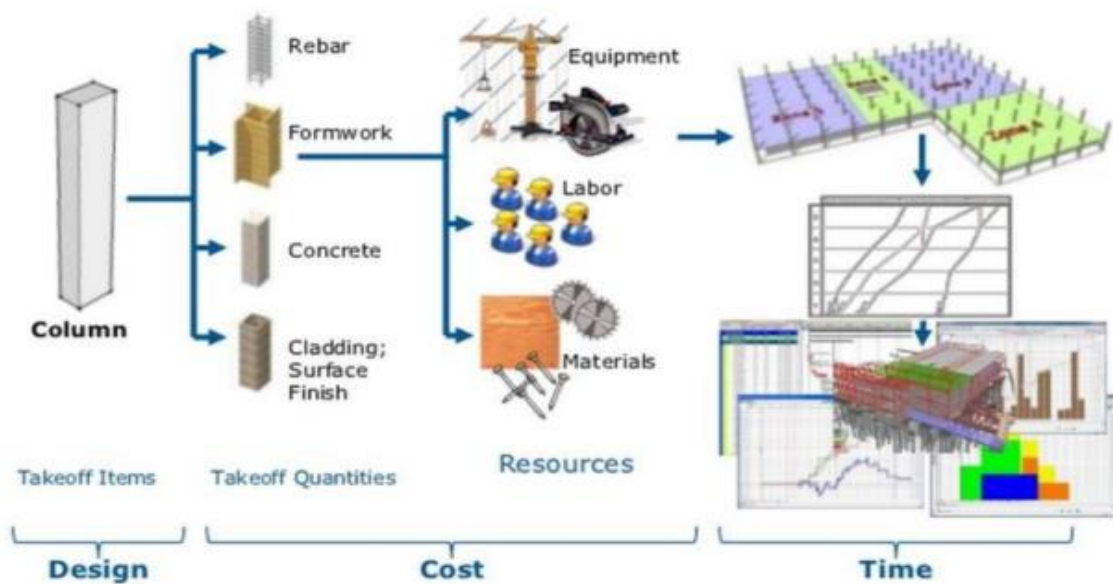 Rebar
Equipment
Formwork
Labor
Concrete
Column
Cladding;
Surface
Finish
Materials
Takeoff Items
Takeoff Quantities
Resources
Design
Cost
Time